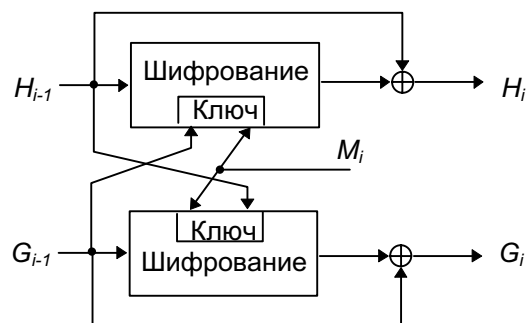 Шифрование
Ключ
H_{i-1}
H_i
M_i
Ключ
G_{i-1}
Шифрование
G_i